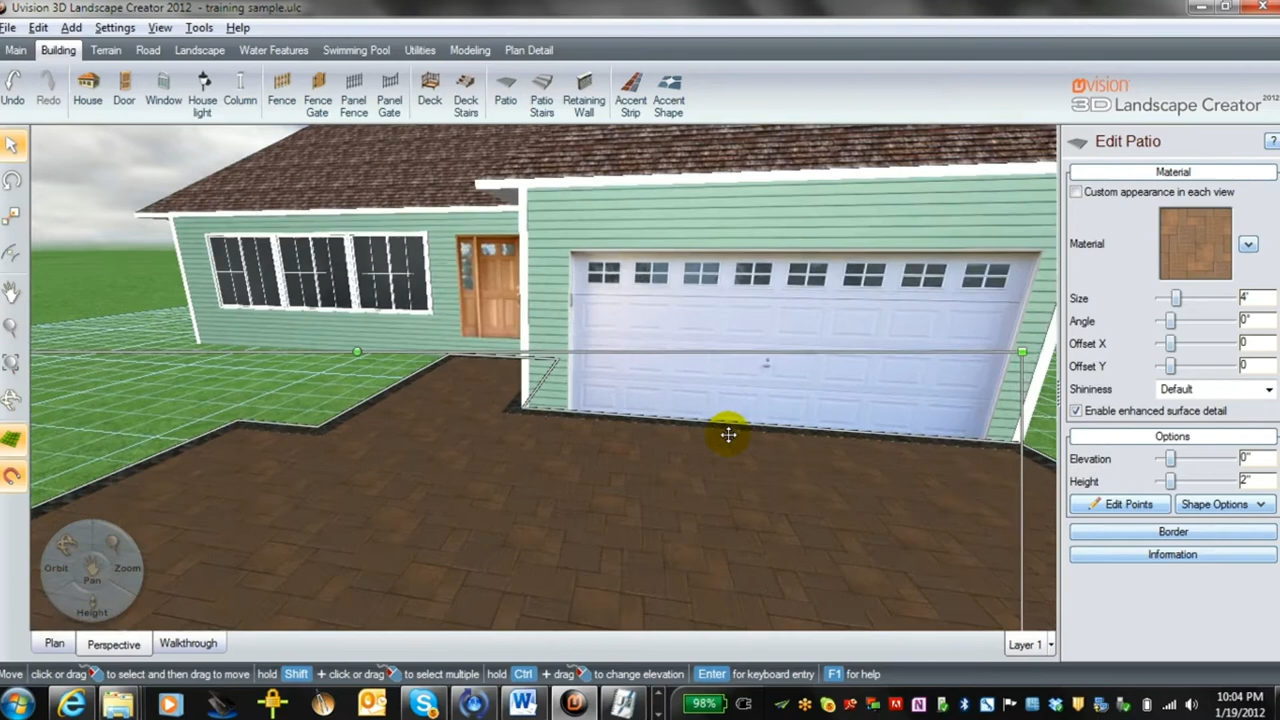 Uvision 3D Landscape Creator 2012 - training sample.ulc
File Edit Add Settings View Tools Help
Main Building Terrain Road Landscape Water Features Swimming Pool Utilities Modeling Plan Detail
Undo Redo House Door Window House light Column Fence Fence Gate Panel Fence Panel Gate Deck Deck Stairs Patio Patio Stairs Retaining Wall Accent Strip Accent Shape
uvision
3D Landscape Creator 2012
Edit Patio ?
Material
Custom appearance in each view
Material
Size 4'
Angle 0°
Offset X 0
Offset Y 0
Shininess Default
Enable enhanced surface detail
Options
Elevation 0"
Height 2"
Edit Points Shape Options
Border
Information
Orbit Zoom
Pan
Height
Plan Perspective Walkthrough Layer 1
Move click or drag to select and then drag to move hold Shift + click or drag to select multiple hold Ctrl + drag to change elevation Enter for keyboard entry F1 for help
98%
10:04 PM
1/19/2012